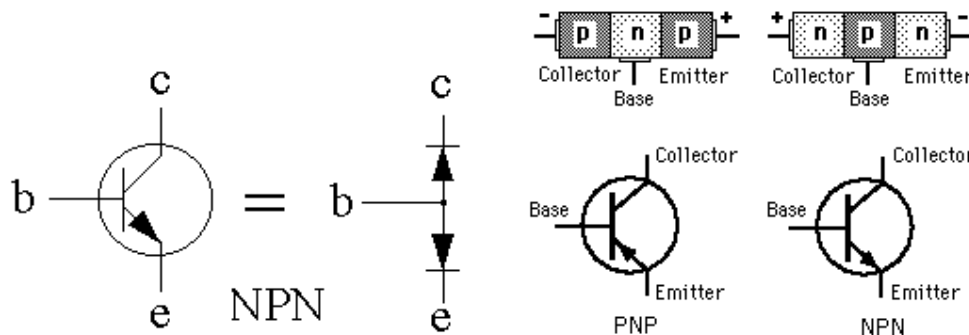 c
b
e
=
NPN
c
b
e
- p n p +
Collector Emitter
Base
+ n p n -
Collector Emitter
Base
Collector
Base
Emitter
PNP
Collector
Base
Emitter
NPN